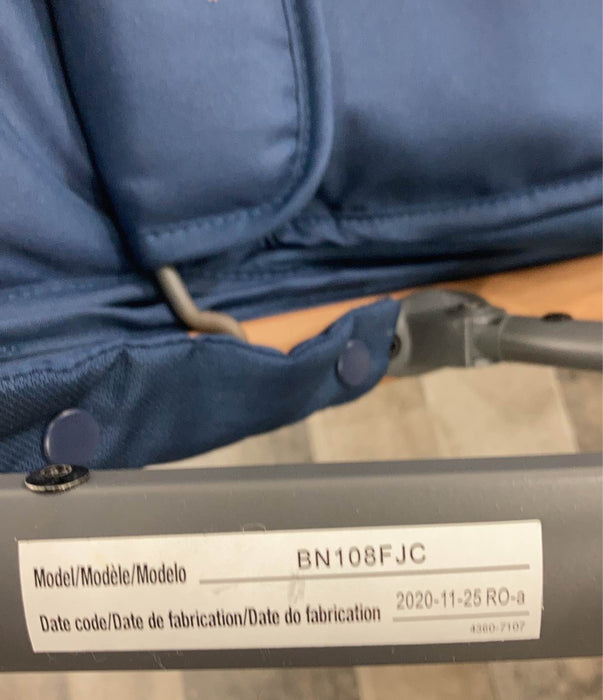 Model/Modèle/Modelo BN108FJC
Date code/Date de fabrication/Date do fabrication 2020-11-25 RO-a
4360-7107